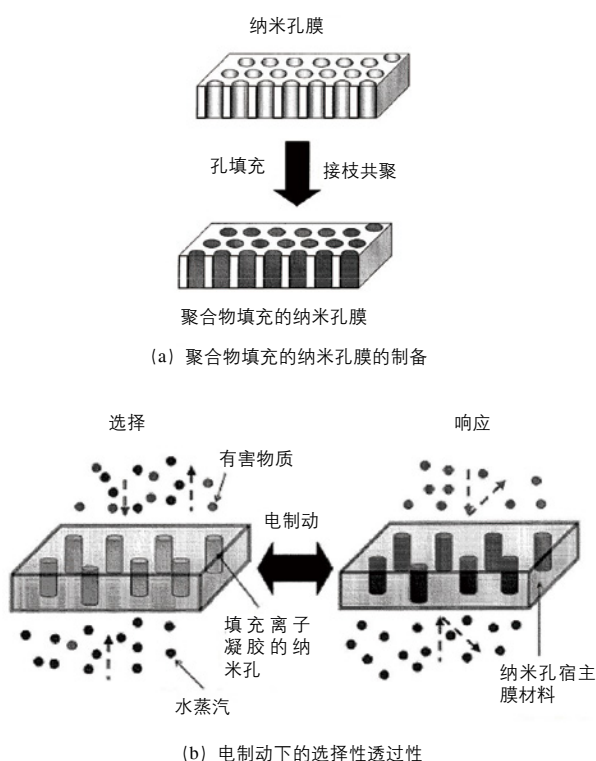 纳米孔膜
孔填充
接枝共聚
聚合物填充的纳米孔膜
(a) 聚合物填充的纳米孔膜的制备
选择
响应
有害物质
电制动
填充离子
凝胶的纳
米孔
水蒸汽
纳米孔宿主
膜材料
(b) 电制动下的选择性透过性